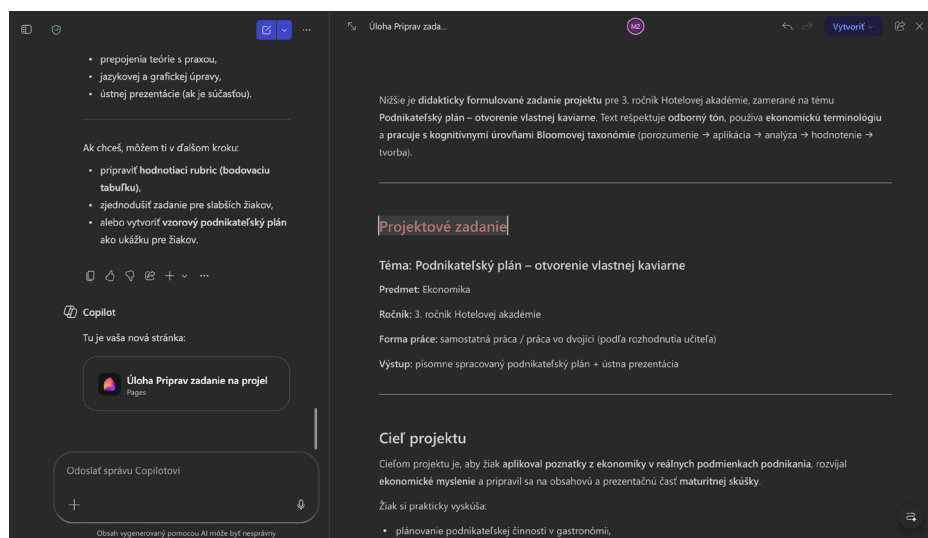 Úloha Priprav zada...
MZ
Vytvoriť
• prepojenia teórie s praxou,
• jazykovej a grafickej úpravy,
• ústnej prezentácie (ak je súčasťou).
Ak chceš, môžem ti v ďalšom kroku:
• pripraviť hodnotiaci rubric (bodovaciu
tabuľku),
• zjednodušiť zadanie pre slabších žiakov,
• alebo vytvoriť vzorový podnikateľský plán
ako ukážku pre žiakov.
Copilot
Tu je vaša nová stránka:
Úloha Priprav zadanie na projel
Pages
Odoslať správu Copilotovi
Obsah vygenerovaný pomocou AI môže byť nesprávny
Nižšie je didakticky formulované zadanie projektu pre 3. ročník Hotelovej akadémie, zamerané na tému
Podnikateľský plán – otvorenie vlastnej kaviarne. Text rešpektuje odborný tón, používa ekonomickú terminológiu
a pracuje s kognitívnymi úrovňami Bloomovej taxonómie (porozumenie → aplikácia → analýza → hodnotenie →
tvorba).
Projektové zadanie
Téma: Podnikateľský plán – otvorenie vlastnej kaviarne
Predmet: Ekonomika
Ročník: 3. ročník Hotelovej akadémie
Forma práce: samostatná práca / práca vo dvojici (podľa rozhodnutia učiteľa)
Výstup: písomne spracovaný podnikateľský plán + ústna prezentácia
Cieľ projektu
Cieľom projektu je, aby žiak aplikoval poznatky z ekonomiky v reálnych podmienkach podnikania, rozvíjal
ekonomické myslenie a pripravil sa na obsahovú a prezentačnú časť maturitnej skúšky.
Žiak si prakticky vyskúša:
• plánovanie podnikateľskej činnosti v gastronómii,